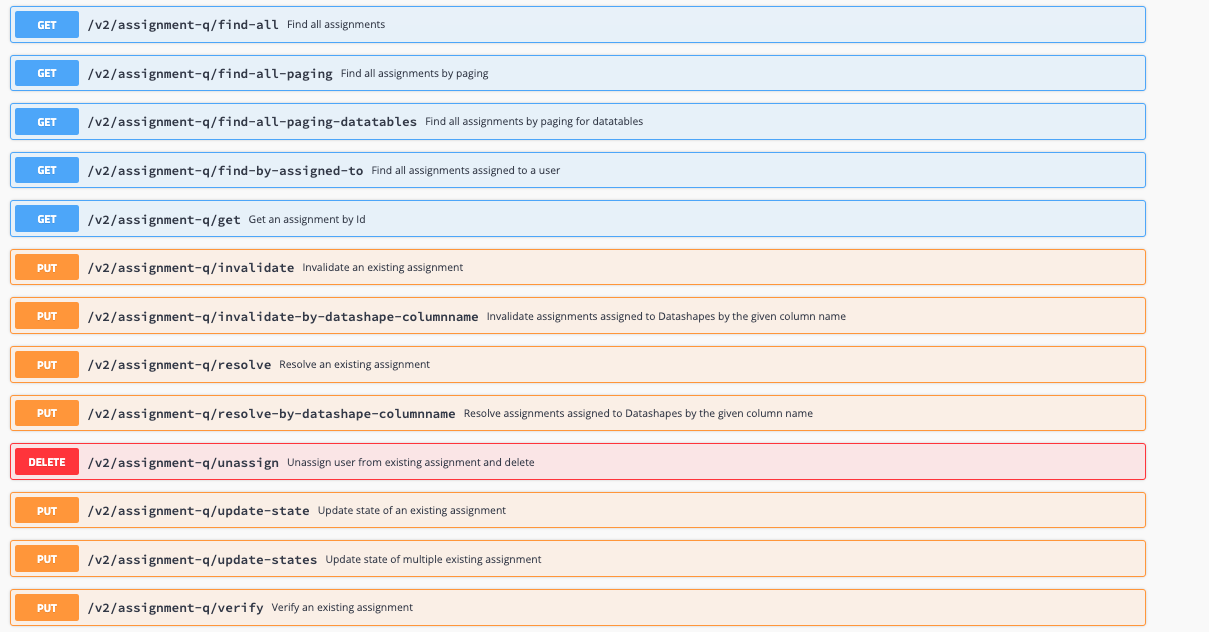 GET /v2/assignment-q/find-all Find all assignments
GET /v2/assignment-q/find-all-paging Find all assignments by paging
GET /v2/assignment-q/find-all-paging-datatables Find all assignments by paging for datatables
GET /v2/assignment-q/find-by-assigned-to Find all assignments assigned to a user
GET /v2/assignment-q/get Get an assignment by Id
PUT /v2/assignment-q/invalidate Invalidate an existing assignment
PUT /v2/assignment-q/invalidate-by-datashape-columnname Invalidate assignments assigned to Datashapes by the given column name
PUT /v2/assignment-q/resolve Resolve an existing assignment
PUT /v2/assignment-q/resolve-by-datashape-columnname Resolve assignments assigned to Datashapes by the given column name
DELETE /v2/assignment-q/unassign Unassign user from existing assignment and delete
PUT /v2/assignment-q/update-state Update state of an existing assignment
PUT /v2/assignment-q/update-states Update state of multiple existing assignment
PUT /v2/assignment-q/verify Verify an existing assignment